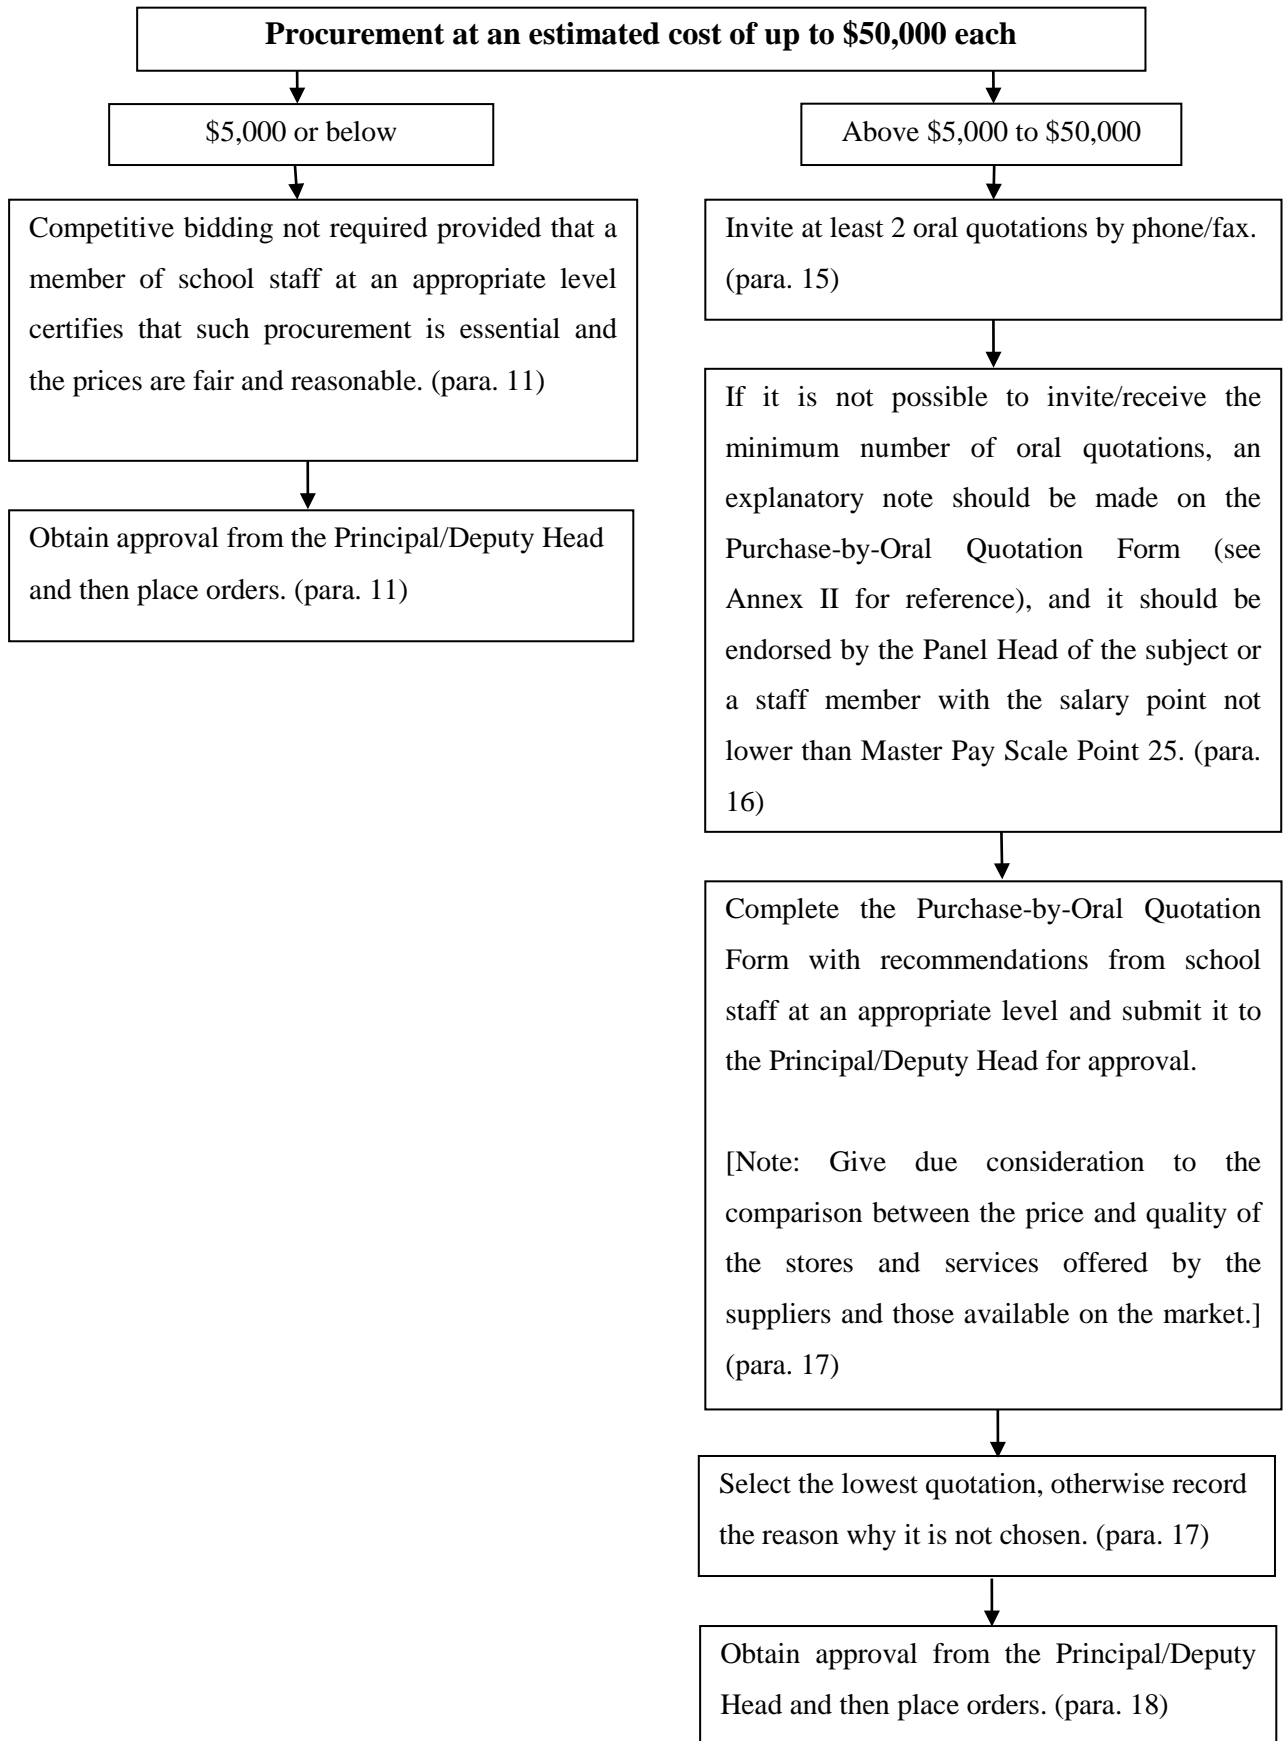 Procurement at an estimated cost of up to $50,000 each
$5,000 or below
Competitive bidding not required provided that a
member of school staff at an appropriate level
certifies that such procurement is essential and
the prices are fair and reasonable. (para. 11)
Obtain approval from the Principal/Deputy Head
and then place orders. (para. 11)
Above $5,000 to $50,000
Invite at least 2 oral quotations by phone/fax.
(para. 15)
If it is not possible to invite/receive the
minimum number of oral quotations, an
explanatory note should be made on the
Purchase-by-Oral Quotation Form (see
Annex II for reference), and it should be
endorsed by the Panel Head of the subject or
a staff member with the salary point not
lower than Master Pay Scale Point 25. (para.
16)
Complete the Purchase-by-Oral Quotation
Form with recommendations from school
staff at an appropriate level and submit it to
the Principal/Deputy Head for approval.
[Note: Give due consideration to the
comparison between the price and quality of
the stores and services offered by the
suppliers and those available on the market.]
(para. 17)
Select the lowest quotation, otherwise record
the reason why it is not chosen. (para. 17)
Obtain approval from the Principal/Deputy
Head and then place orders. (para. 18)